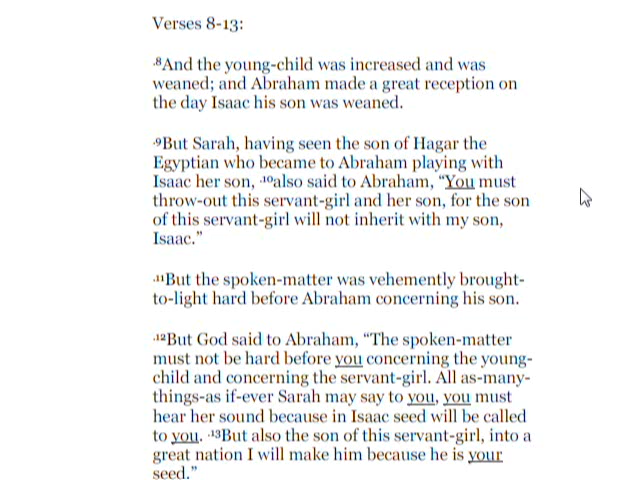 Verses 8-13:
.8And the young-child was increased and was
weaned; and Abraham made a great reception on
the day Isaac his son was weaned.
.9But Sarah, having seen the son of Hagar the
Egyptian who became to Abraham playing with
Isaac her son, .10also said to Abraham, “You must
throw-out this servant-girl and her son, for the son
of this servant-girl will not inherit with my son,
Isaac.”
.11But the spoken-matter was vehemently brought-
to-light hard before Abraham concerning his son.
.12But God said to Abraham, “The spoken-matter
must not be hard before you concerning the young-
child and concerning the servant-girl. All as-many-
things-as if-ever Sarah may say to you, you must
hear her sound because in Isaac seed will be called
to you. .13But also the son of this servant-girl, into a
great nation I will make him because he is your
seed.”